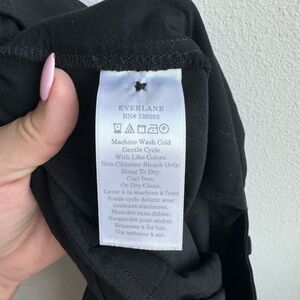 EVERLANE
RN# 139393
Machine Wash Cold
Gentle Cycle
With Like Colors.
Non-Chlorine Bleach Only.
Hang To Dry.
Cool Iron.
Or Dry Clean.
Laver à la machine à l'eau
froide cycle délicat avec
couleurs similaires.
Blanchir sans chlore.
Suspendre pour sécher.
Repasser à fer bas.
Ou nettoyer à sec.